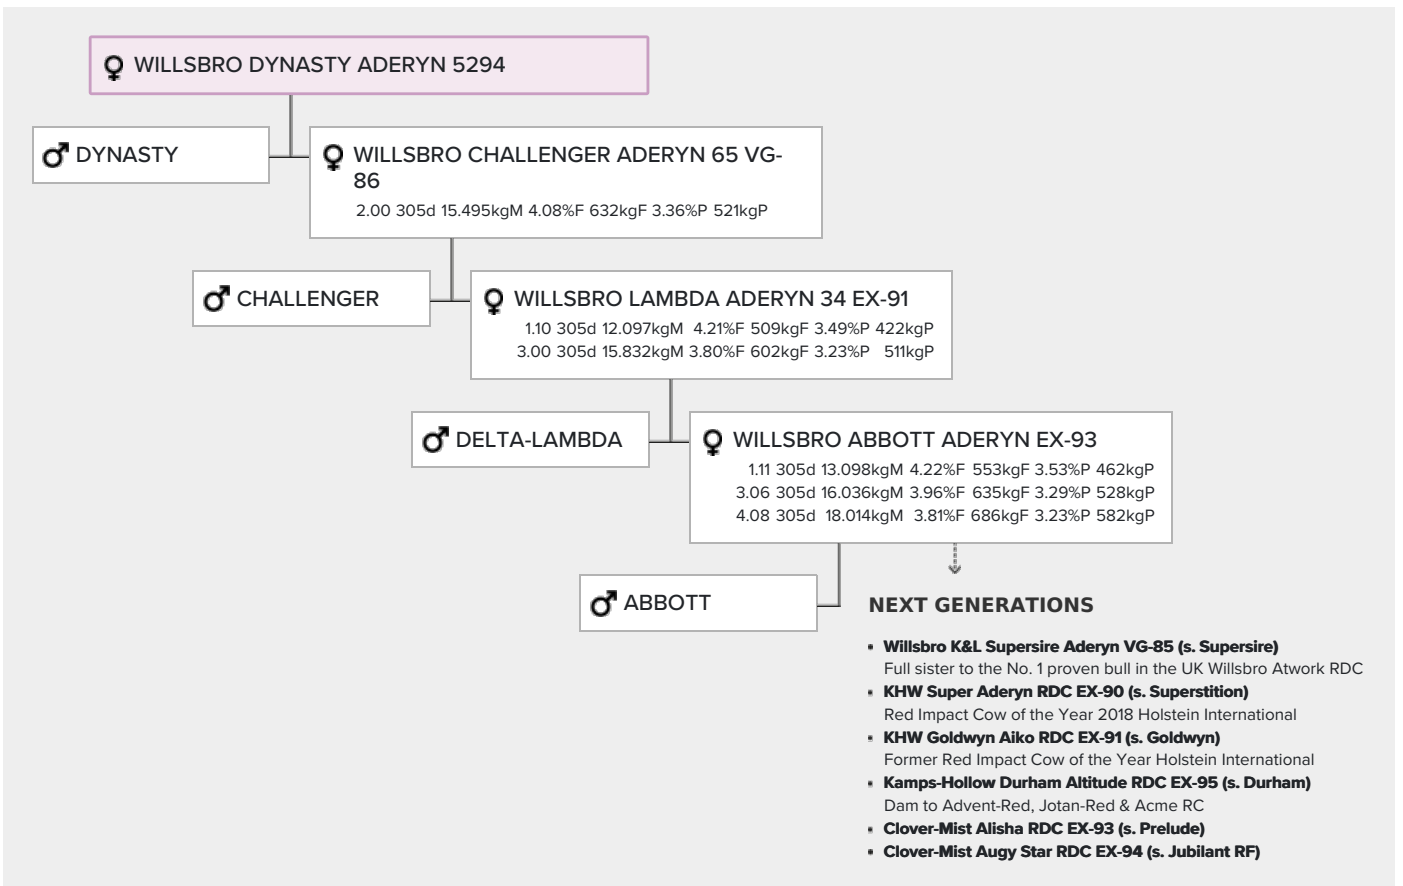 WILLSBRO DYNASTY ADERYN 5294
DYNASTY
WILLSBRO CHALLENGER ADERYN 65 VG-
86
2.00 305d 15.495kgM 4.08%F 632kgF 3.36%P 521kgP
CHALLENGER
WILLSBRO LAMBDA ADERYN 34 EX-91
1.10 305d 12.097kgM 4.21%F 509kgF 3.49%P 422kgP
3.00 305d 15.832kgM 3.80%F 602kgF 3.23%P 511kgP
DELTA-LAMBDA
WILLSBRO ABBOTT ADERYN EX-93
1.11 305d 13.098kgM 4.22%F 553kgF 3.53%P 462kgP
3.06 305d 16.036kgM 3.96%F 635kgF 3.29%P 528kgP
4.08 305d 18.014kgM 3.81%F 686kgF 3.23%P 582kgP
ABBOTT
NEXT GENERATIONS
• Willsbro K&L Supersire Aderyn VG-85 (s. Supersire)
Full sister to the No. 1 proven bull in the UK Willsbro Atwork RDC
• KHW Super Aderyn RDC EX-90 (s. Superstition)
Red Impact Cow of the Year 2018 Holstein International
• KHW Goldwyn Aiko RDC EX-91 (s. Goldwyn)
Former Red Impact Cow of the Year Holstein International
• Kamps-Hollow Durham Altitude RDC EX-95 (s. Durham)
Dam to Advent-Red, Jotan-Red & Acme RC
• Clover-Mist Alisha RDC EX-93 (s. Prelude)
• Clover-Mist Augy Star RDC EX-94 (s. Jubilant RF)